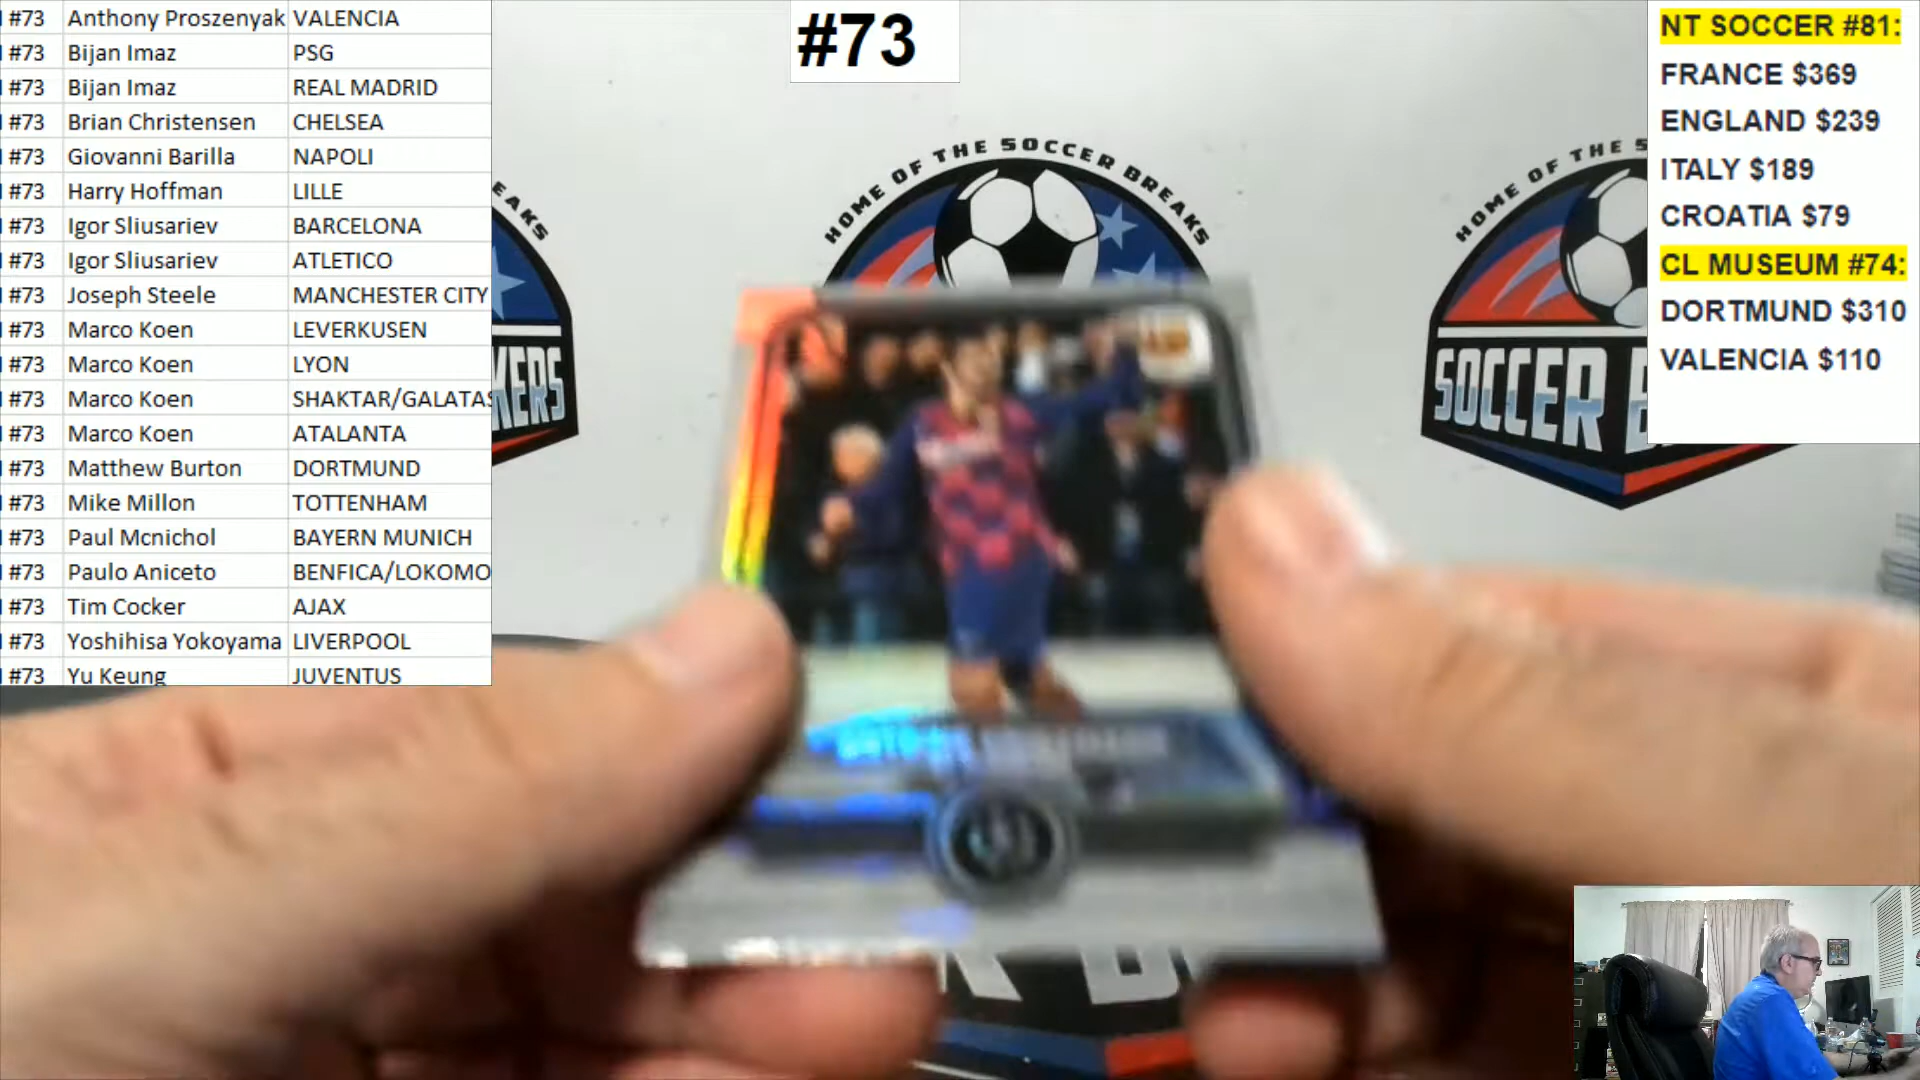 #73 Anthony Proszenyak VALENCIA
#73 Bijan Imaz PSG
#73 Bijan Imaz REAL MADRID
#73 Brian Christensen CHELSEA
#73 Giovanni Barilla NAPOLI
#73 Harry Hoffman LILLE
#73 Igor Sliusariev BARCELONA
#73 Igor Sliusariev ATLETICO
#73 Joseph Steele MANCHESTER CITY
#73 Marco Koen LEVERKUSEN
#73 Marco Koen LYON
#73 Marco Koen SHAKTAR/GALATAS
#73 Marco Koen ATALANTA
#73 Matthew Burton DORTMUND
#73 Mike Millon TOTTENHAM
#73 Paul Mcnichol BAYERN MUNICH
#73 Paulo Aniceto BENFICA/LOKOMO
#73 Tim Cocker AJAX
#73 Yoshihisa Yokoyama LIVERPOOL
#73 Yu Keung JUVENTUS
#73
HOME OF THE SOCCER BREAKS
EAKS
KERS
HOME OF THE S
SOCCER B
NT SOCCER #81:
FRANCE $369
ENGLAND $239
ITALY $189
CROATIA $79
CL MUSEUM #74:
DORTMUND $310
VALENCIA $110